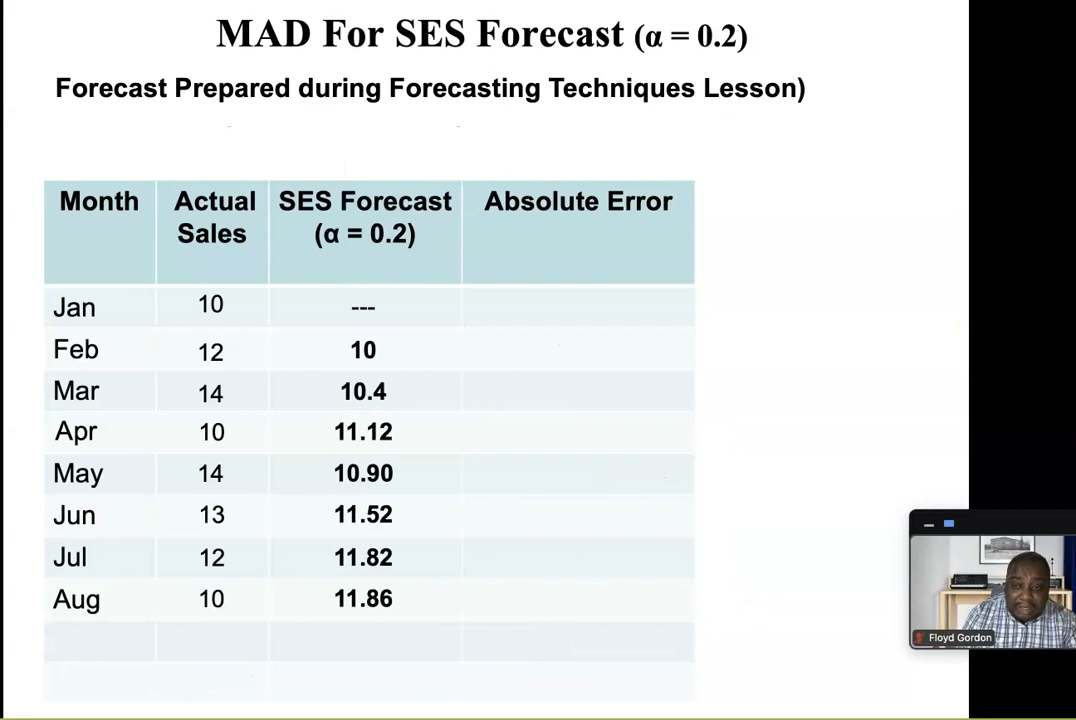 MAD For SES Forecast (α = 0.2)
Forecast Prepared during Forecasting Techniques Lesson)
Month Actual Sales SES Forecast (α = 0.2) Absolute Error
Jan 10 ---
Feb 12 10
Mar 14 10.4
Apr 10 11.12
May 14 10.90
Jun 13 11.52
Jul 12 11.82
Aug 10 11.86
Floyd Gordon